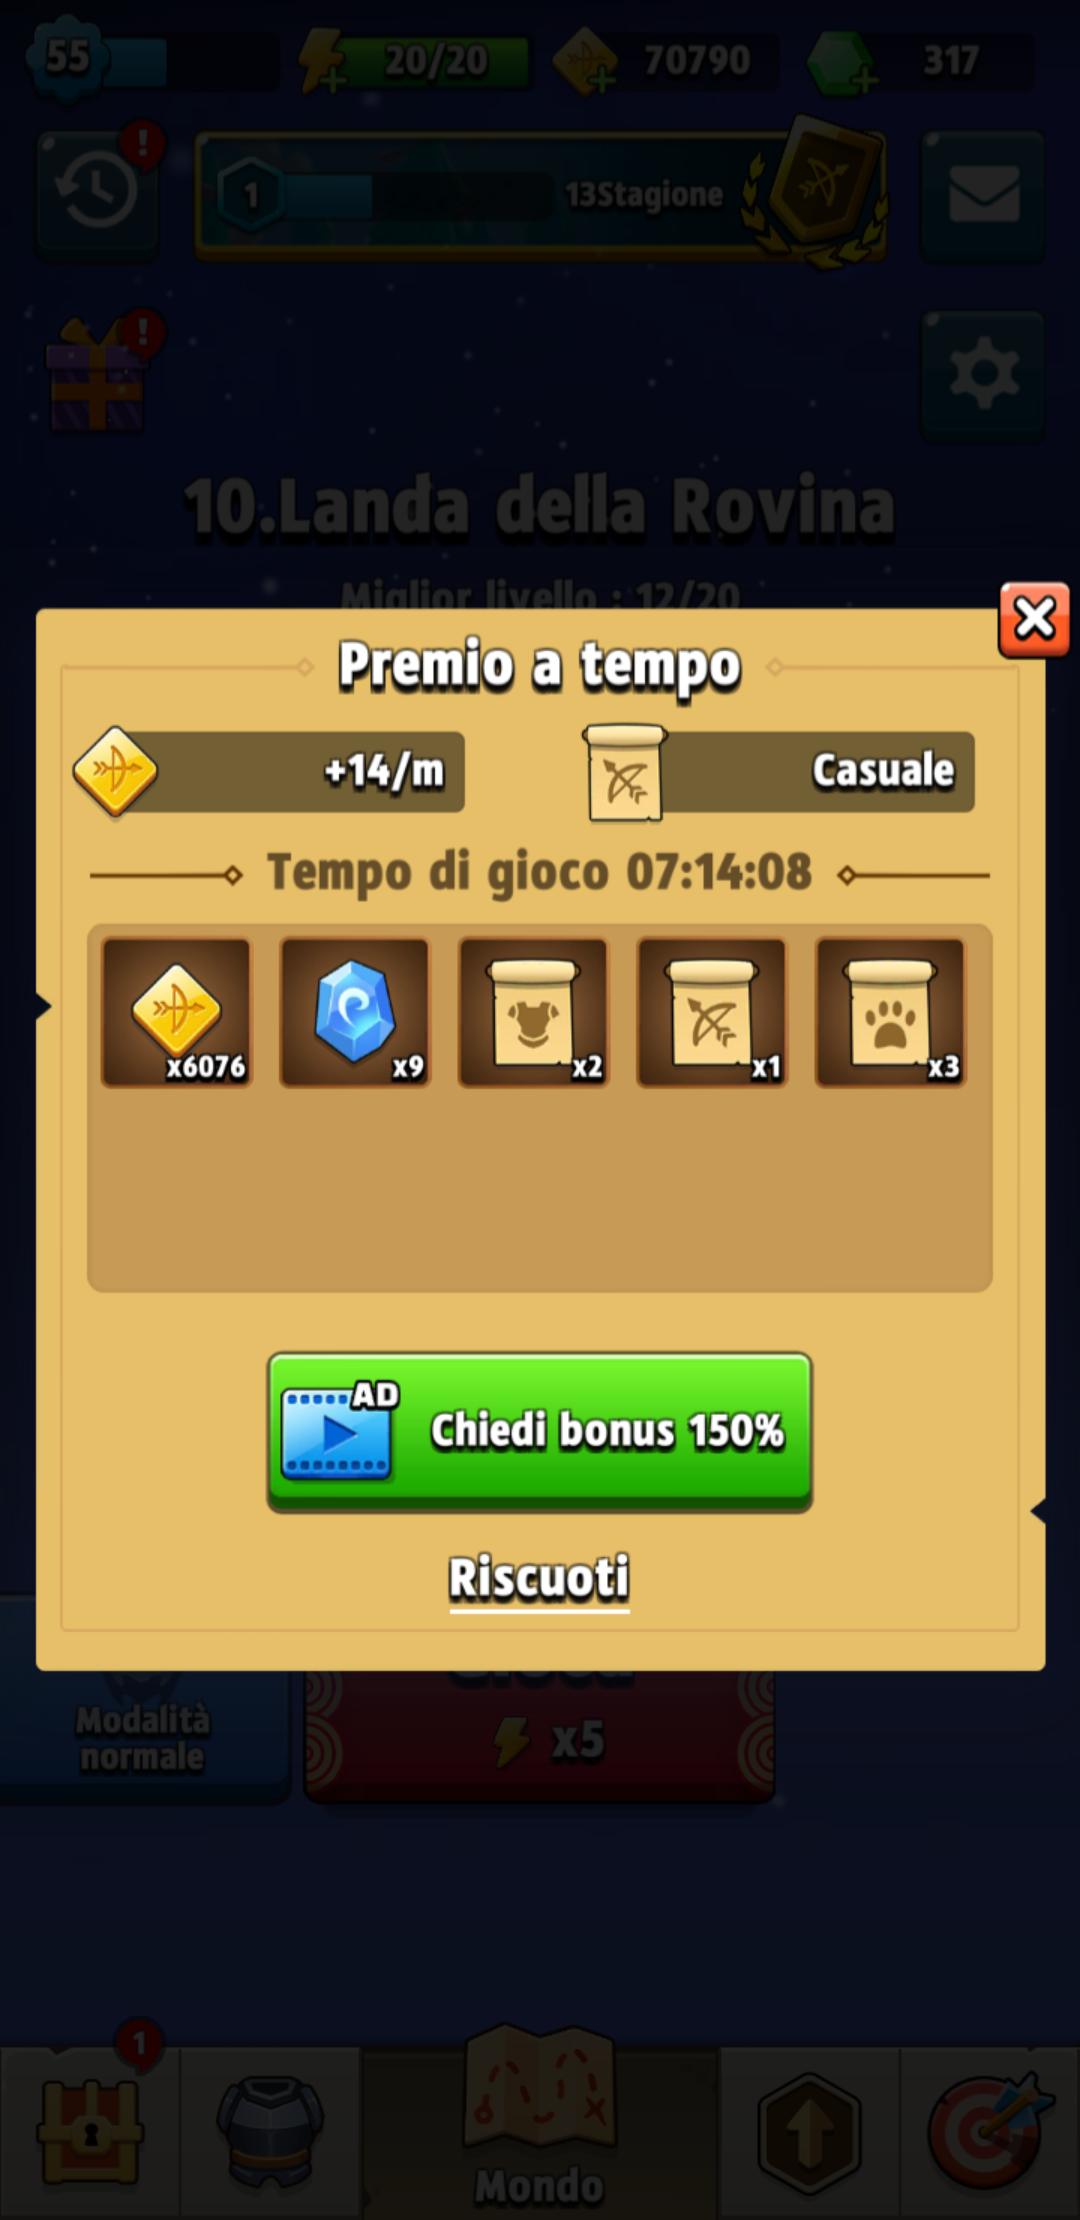 55
20/20
70790
317
!
1
13Stagione
!
10.Landa della Rovina
Miglior livello : 12/20
Premio a tempo
+14/m
Casuale
Tempo di gioco 07:14:08
x6076
x9
x2
x1
x3
AD
Chiedi bonus 150%
Riscuoti
Modalità
normale
x5
1
Mondo